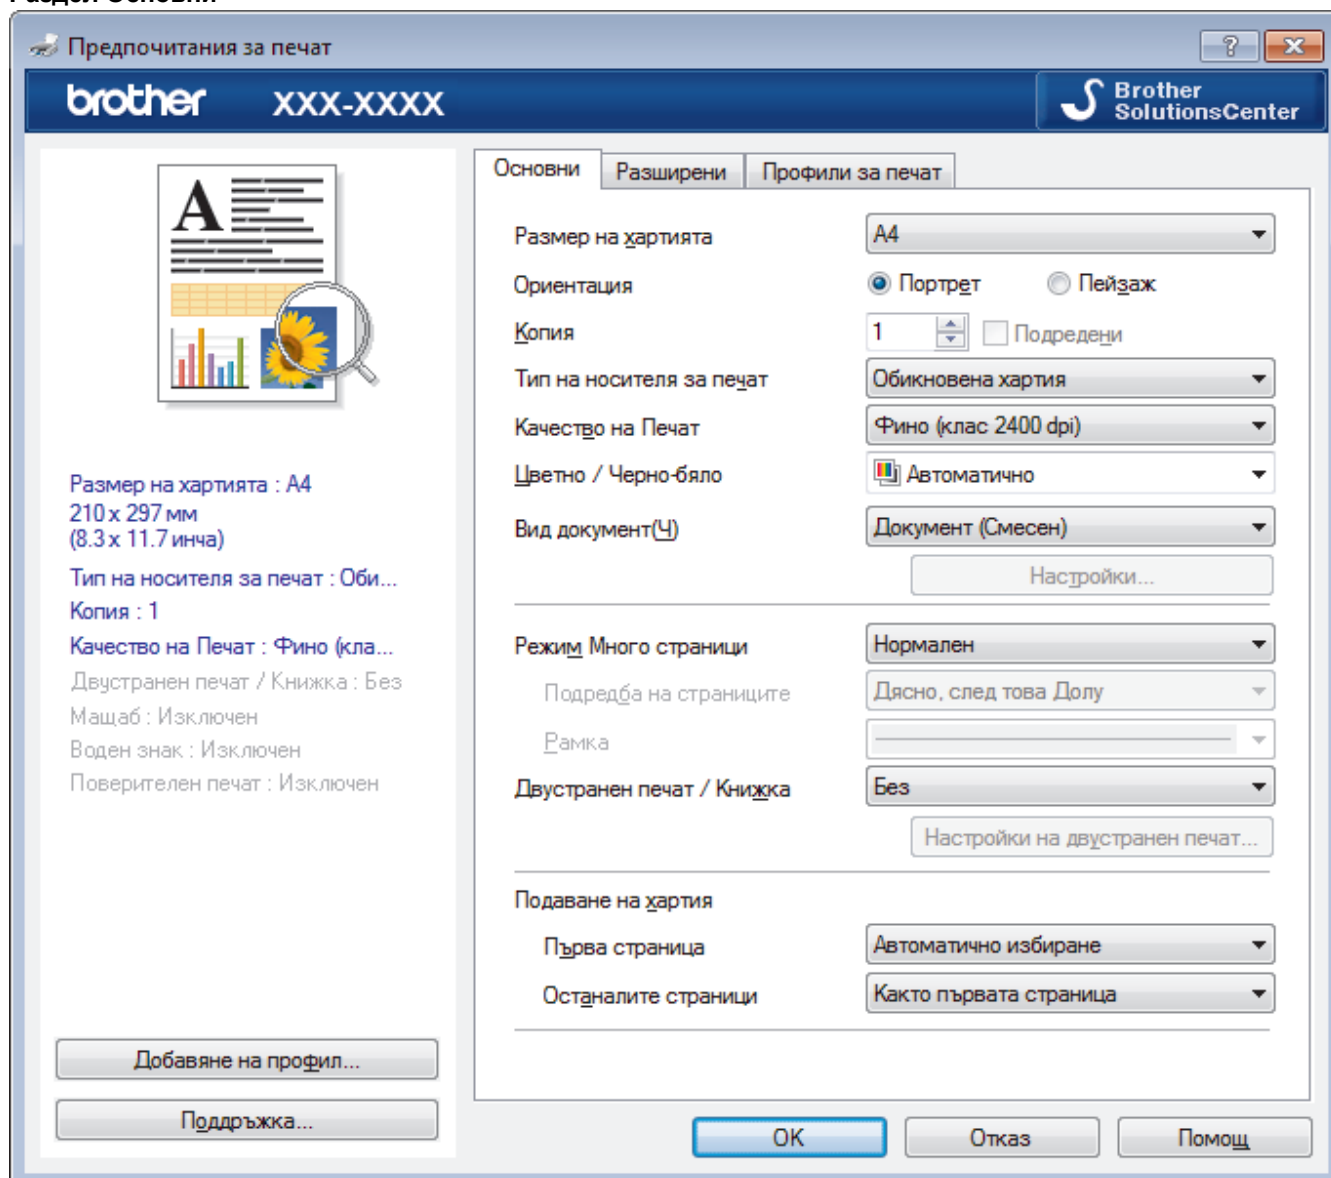 Предпочитания за печат
brother XXX-XXXX
Brother
SolutionsCenter
A
Размер на хартията : A4
210 x 297 мм
(8.3 x 11.7 инча)
Тип на носителя за печат : Оби...
Копия : 1
Качество на Печат : Фино (кла...
Двустранен печат / Книжка : Без
Мащаб : Изключен
Воден знак : Изключен
Поверителен печат : Изключен
Добавяне на профил...
Поддръжка...
Основни Разширени Профили за печат
Размер на хартията A4
Ориентация Портрет Пейзаж
Копия 1 Подредени
Тип на носителя за печат Обикновена хартия
Качество на Печат Фино (клас 2400 dpi)
Цветно / Черно-бяло Автоматично
Вид документ(Ч) Документ (Смесен)
Настройки...
Режим Много страници Нормален
Подредба на страниците Дясно, след това Долу
Рамка
Двустранен печат / Книжка Без
Настройки на двустранен печат...
Подаване на хартия
Първа страница Автоматично избиране
Останалите страници Както първата страница
OK Отказ Помощ